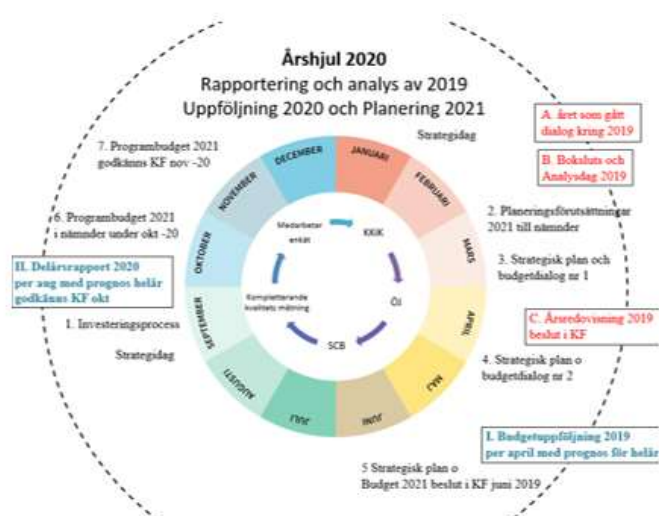 Årshjul 2020
Rapportering och analys av 2019
Uppföljning 2020 och Planering 2021
Strategidag
A. året som gått
dialog kring 2019
B. Boksluts och
Analysdag 2019
2. Planeringsförutsättningar
2021 till nämnder
3. Strategisk plan och
budgetdialog nr 1
C. Årsredovisning 2019
beslut i KF
4. Strategisk plan o
budgetdialog nr 2
I. Budgetuppföljning 2019
per april med prognos för helår
5 Strategisk plan o
Budget 2021 beslut i KF juni 2019
Strategidag
1. Investeringsprocess
II. Delårsrapport 2020
per aug med prognos helår
godkänns KF okt
6. Programbudget 2021
i nämnder under okt -20
7. Programbudget 2021
godkänns KF nov -20
JANUARI
FEBRUARI
MARS
APRIL
MAJ
JUNI
JULI
AUGUSTI
SEPTEMBER
OKTOBER
NOVEMBER
DECEMBER
KKiK
ÖJ
SCB
Kompletterande
kvalitets mätning
Medarbetar
enkät